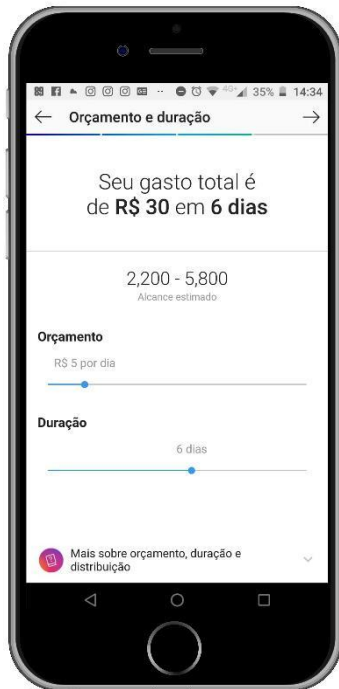 4G+ 35% 14:34
Orçamento e duração
Seu gasto total é
de R$ 30 em 6 dias
2,200 - 5,800
Alcance estimado
Orçamento
R$ 5 por dia
Duração
6 dias
Mais sobre orçamento, duração e
distribuição